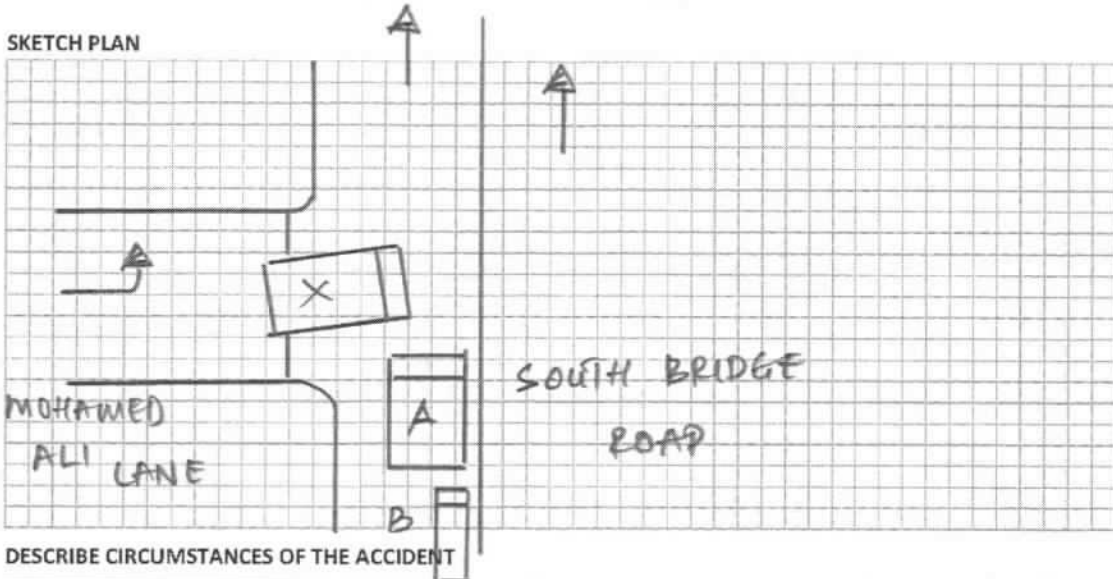 SKETCH PLAN
X
SOUTH BRIDGE
ROAD
MOHAMED
ALI LANE
A
B
DESCRIBE CIRCUMSTANCES OF THE ACCIDENT